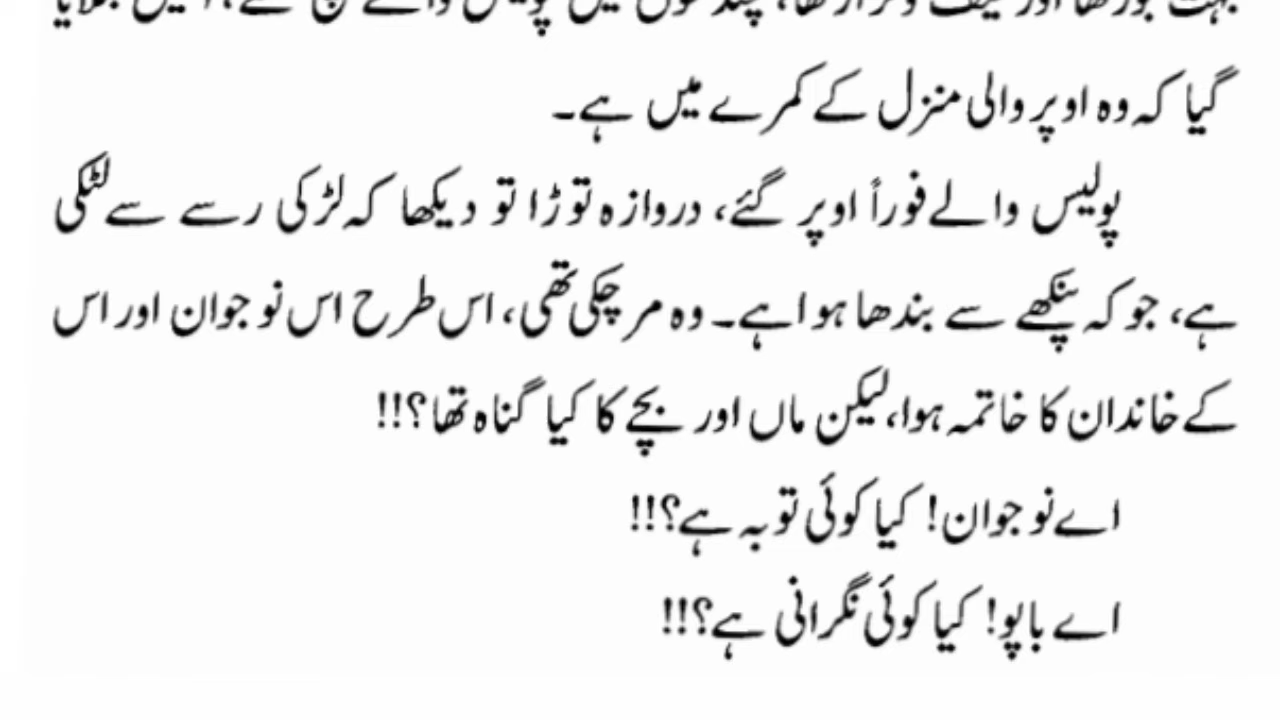 بہت بوڑھا اور
گیا کہ وہ اوپر والی منزل کے کمرے میں ہے۔
پولیس والے فوراً اوپر گئے، دروازہ توڑا تو دیکھا کہ لڑکی رسے سے لٹکی
ہے، جو کہ پنکھے سے بندھا ہوا ہے۔ وہ مر چکی تھی، اس طرح اس نوجوان اور اس
کے خاندان کا خاتمہ ہوا، لیکن ماں اور بچے کا کیا گناہ تھا؟!!
اے نوجوان! کیا کوئی توبہ ہے؟!!
اے باپو! کیا کوئی نگرانی ہے؟!!